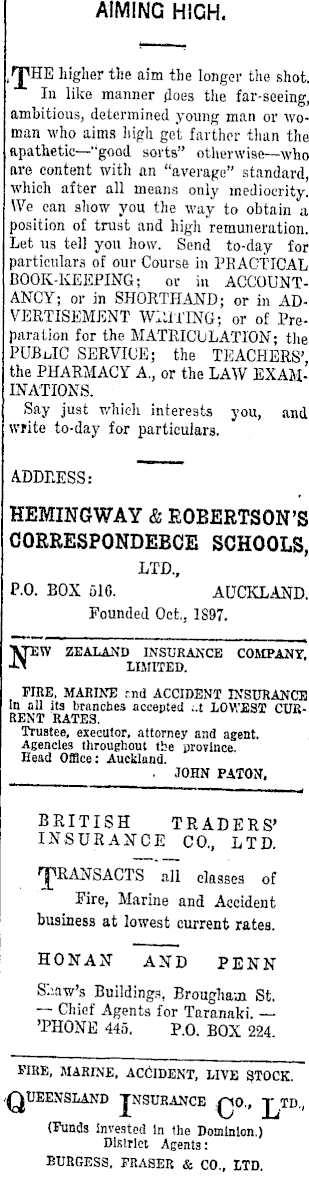 AIMING HIGH.
THE higher the aim the longer the shot.
In like manner does the far-seeing,
ambitious, determined young man or wo-
man who aims high get farther than the
apathetic—"good sorts" otherwise—who
are content with an "average" standard,
which after all means only mediocrity.
We can show you the way to obtain a
position of trust and high remuneration.
Let us tell you how. Send to-day for
particulars of our Course in PRACTICAL
BOOK-KEEPING; or in ACCOUNT-
ANCY; or in SHORTHAND; or in AD-
VERTISEMENT WRITING; or of Pre-
paration for the MATRICULATION; the
PUBLIC SERVICE; the TEACHERS',
the PHARMACY A., or the LAW EXAM-
INATIONS.
Say just which interests you, and
write to-day for particulars.
ADDRESS:
HEMINGWAY & ROBERTSON'S
CORRESPONDEBCE SCHOOLS,
LTD.,
P.O. BOX 516. AUCKLAND.
Founded Oct., 1897.
NEW ZEALAND INSURANCE COMPANY,
LIMITED.
FIRE, MARINE and ACCIDENT INSURANCE
in all its branches accepted at LOWEST CUR-
RENT RATES.
Trustee, executor, attorney and agent.
Agencies throughout the province.
Head Office: Auckland.
JOHN PATON,
BRITISH TRADERS'
INSURANCE CO., LTD.
TRANSACTS all classes of
Fire, Marine and Accident
business at lowest current rates.
HONAN AND PENN
Shaw's Buildings, Brougham St.
— Chief Agents for Taranaki. —
'PHONE 445. P.O. BOX 224.
FIRE, MARINE, ACCIDENT, LIVE STOCK.
QUEENSLAND INSURANCE CO., LTD.,
(Funds invested in the Dominion.)
District Agents:
BURGESS, FRASER & CO., LTD.